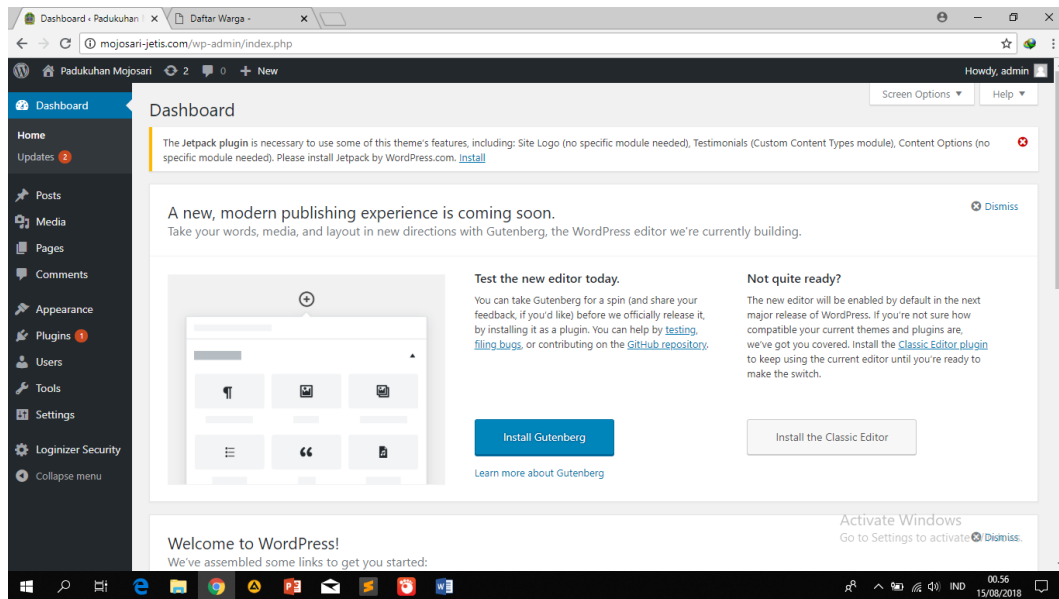 Dashboard ‹ Padukuhan
Daftar Warga -
mojosari-jetis.com/wp-admin/index.php
Padukuhan Mojosari 2 0 + New Howdy, admin
Screen Options ▼ Help ▼
Dashboard
Dashboard
Home
Updates 2
Posts
Media
Pages
Comments
Appearance
Plugins 1
Users
Tools
Settings
Loginizer Security
Collapse menu
The Jetpack plugin is necessary to use some of this theme's features, including: Site Logo (no specific module needed), Testimonials (Custom Content Types module), Content Options (no
specific module needed). Please install Jetpack by WordPress.com. Install
Dismiss
A new, modern publishing experience is coming soon.
Take your words, media, and layout in new directions with Gutenberg, the WordPress editor we're currently building.
Test the new editor today.
You can take Gutenberg for a spin (and share your
feedback, if you'd like) before we officially release it,
by installing it as a plugin. You can help by testing,
filing bugs, or contributing on the GitHub repository.
Install Gutenberg
Learn more about Gutenberg
Not quite ready?
The new editor will be enabled by default in the next
major release of WordPress. If you're not sure how
compatible your current themes and plugins are,
we've got you covered. Install the Classic Editor plugin
to keep using the current editor until you're ready to
make the switch.
Install the Classic Editor
Welcome to WordPress!
We've assembled some links to get you started:
Dismiss
Activate Windows
Go to Settings to activate Windows.
IND
00.56
15/08/2018